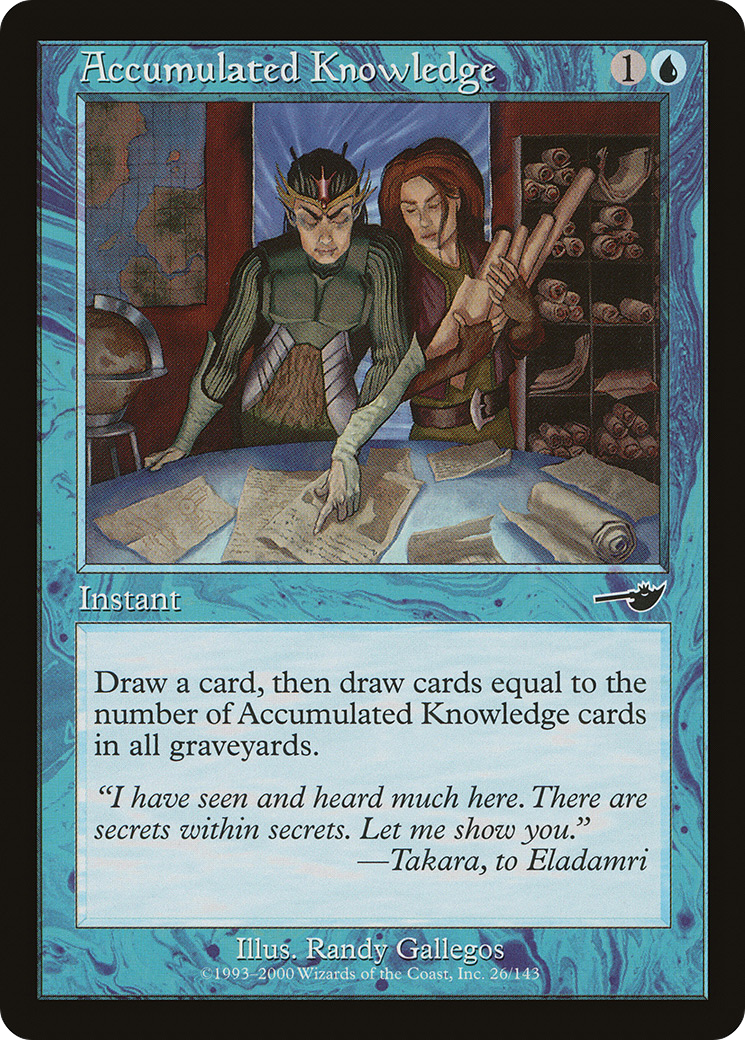 Accumulated Knowledge 1
Instant
Draw a card, then draw cards equal to the
number of Accumulated Knowledge cards
in all graveyards.
“I have seen and heard much here. There are
secrets within secrets. Let me show you.”
—Takara, to Eladamri
Illus. Randy Gallegos
©1993–2000 Wizards of the Coast, Inc. 26/143